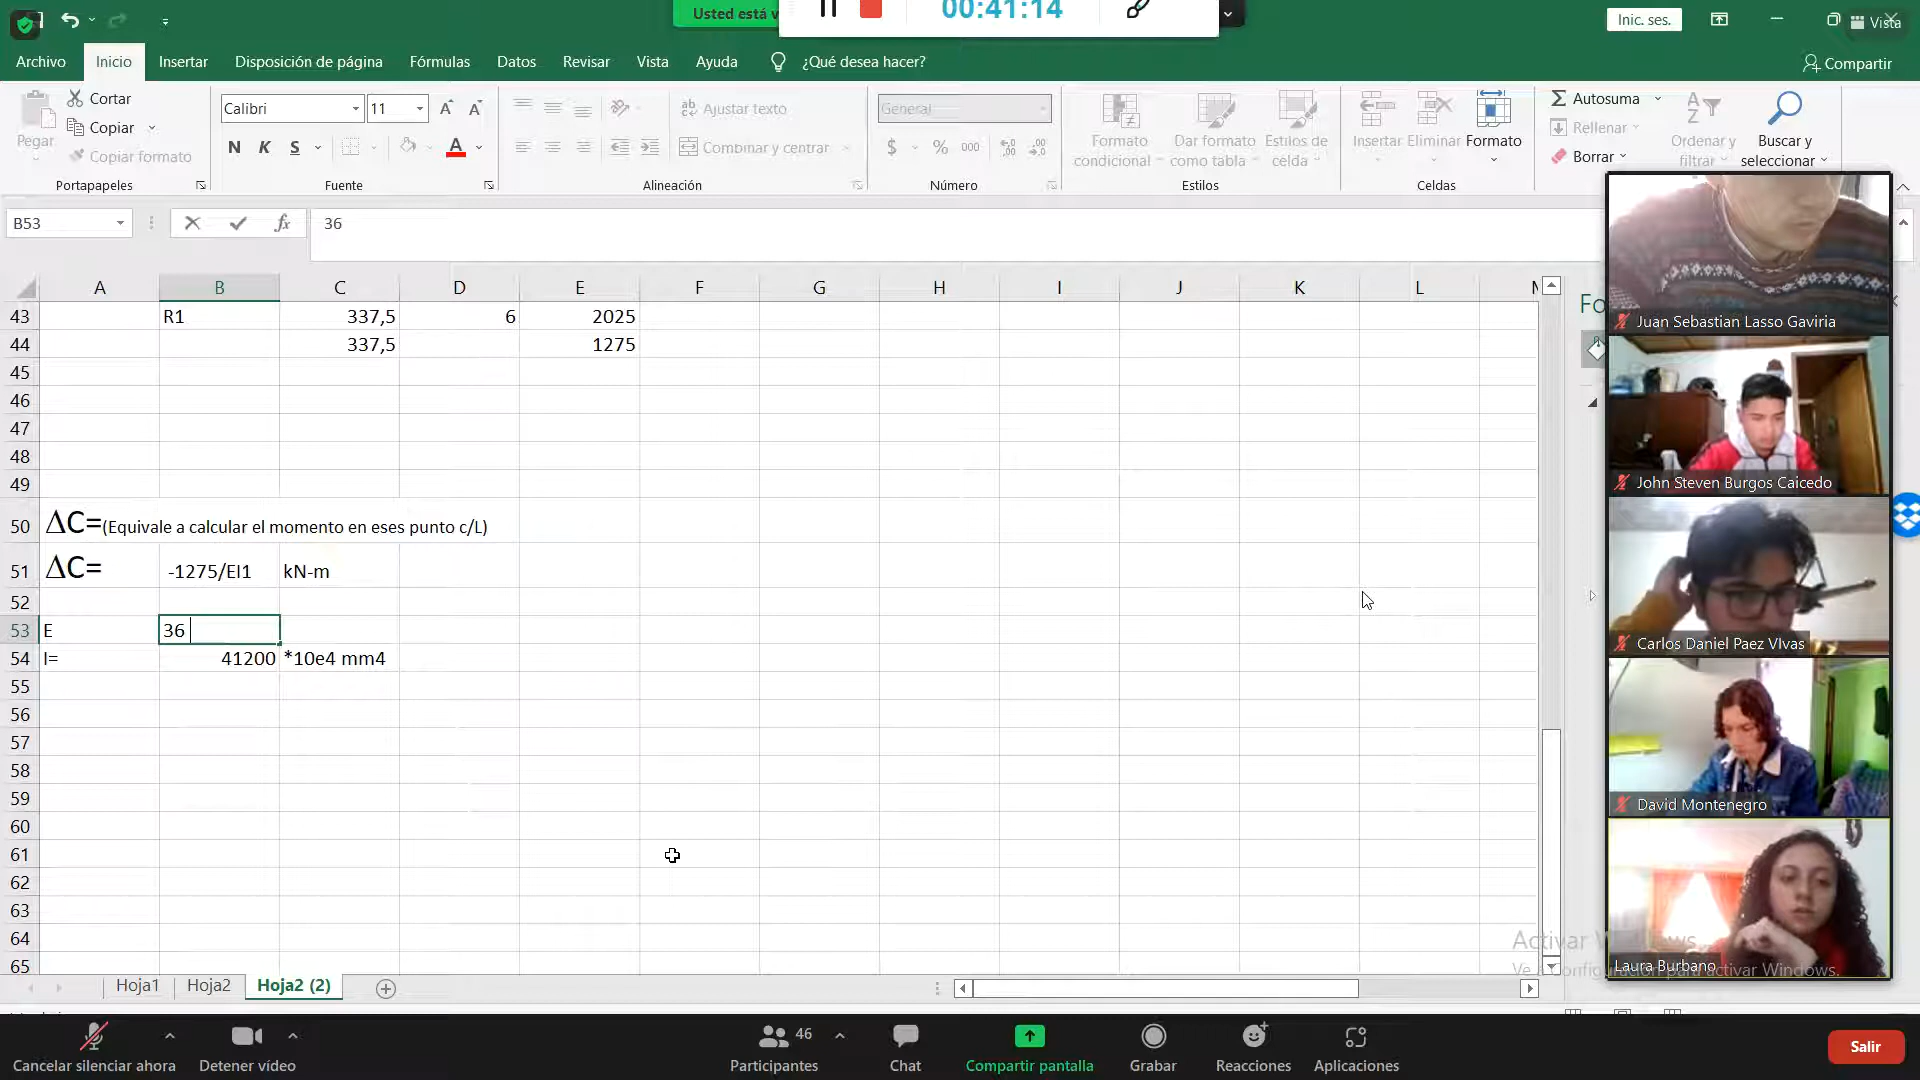 Usted está v
00:41:14
Inic. ses.
Vista
Archivo Inicio Insertar Disposición de página Fórmulas Datos Revisar Vista Ayuda ¿Qué desea hacer? Compartir
Pegar
Cortar
Copiar
Copiar formato
Portapapeles
Calibri 11
N K S
Fuente
Ajustar texto
Combinar y centrar
Alineación
General
$ % 000
Número
Formato condicional
Dar formato como tabla
Estilos de celda
Estilos
Insertar Eliminar Formato
Celdas
Autosuma
Rellenar
Borrar
Ordenar y filtrar
Buscar y seleccionar
B53 fx 36
A B C D E F G H I J K L
43 R1 337,5 6 2025
44 337,5 1275
45
46
47
48
49
50 ΔC=(Equivale a calcular el momento en eses punto c/L)
51 ΔC= -1275/EI1 kN-m
52
53 E 36
54 I= 41200 *10e4 mm4
55
56
57
58
59
60
61
62
63
64
65
Fo
Juan Sebastian Lasso Gaviria
John Steven Burgos Caicedo
Carlos Daniel Paez VIvas
David Montenegro
Laura Burbano
Activar Windows
activar Windows.
Hoja1 Hoja2 Hoja2 (2)
Cancelar silenciar ahora
Detener vídeo
46
Participantes
Chat
Compartir pantalla
Grabar
Reacciones
Aplicaciones
Salir